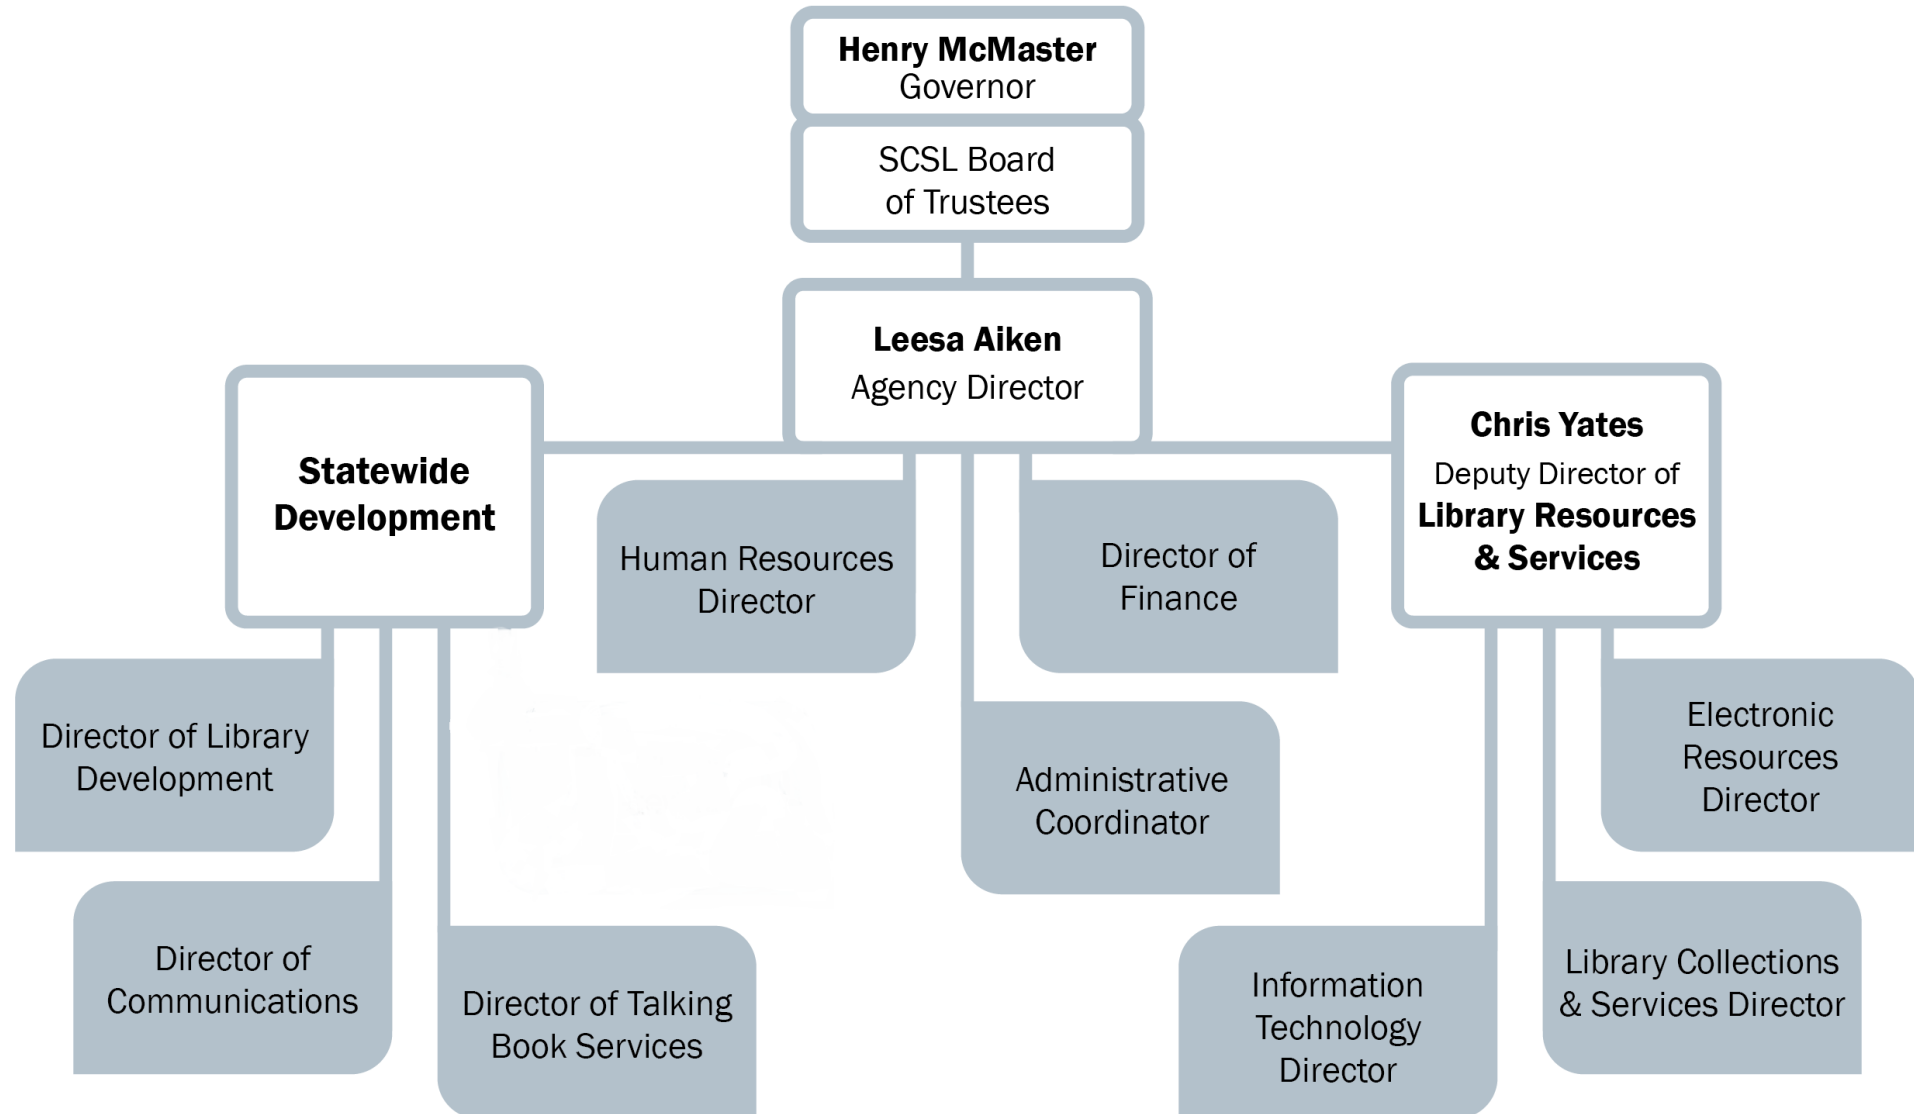 Henry McMaster
Governor
SCSL Board
of Trustees
Leesa Aiken
Agency Director
Statewide
Development
Chris Yates
Deputy Director of
Library Resources
& Services
Human Resources
Director
Director of
Finance
Administrative
Coordinator
Director of Library
Development
Director of
Communications
Director of Talking
Book Services
Electronic
Resources
Director
Library Collections
& Services Director
Information
Technology
Director